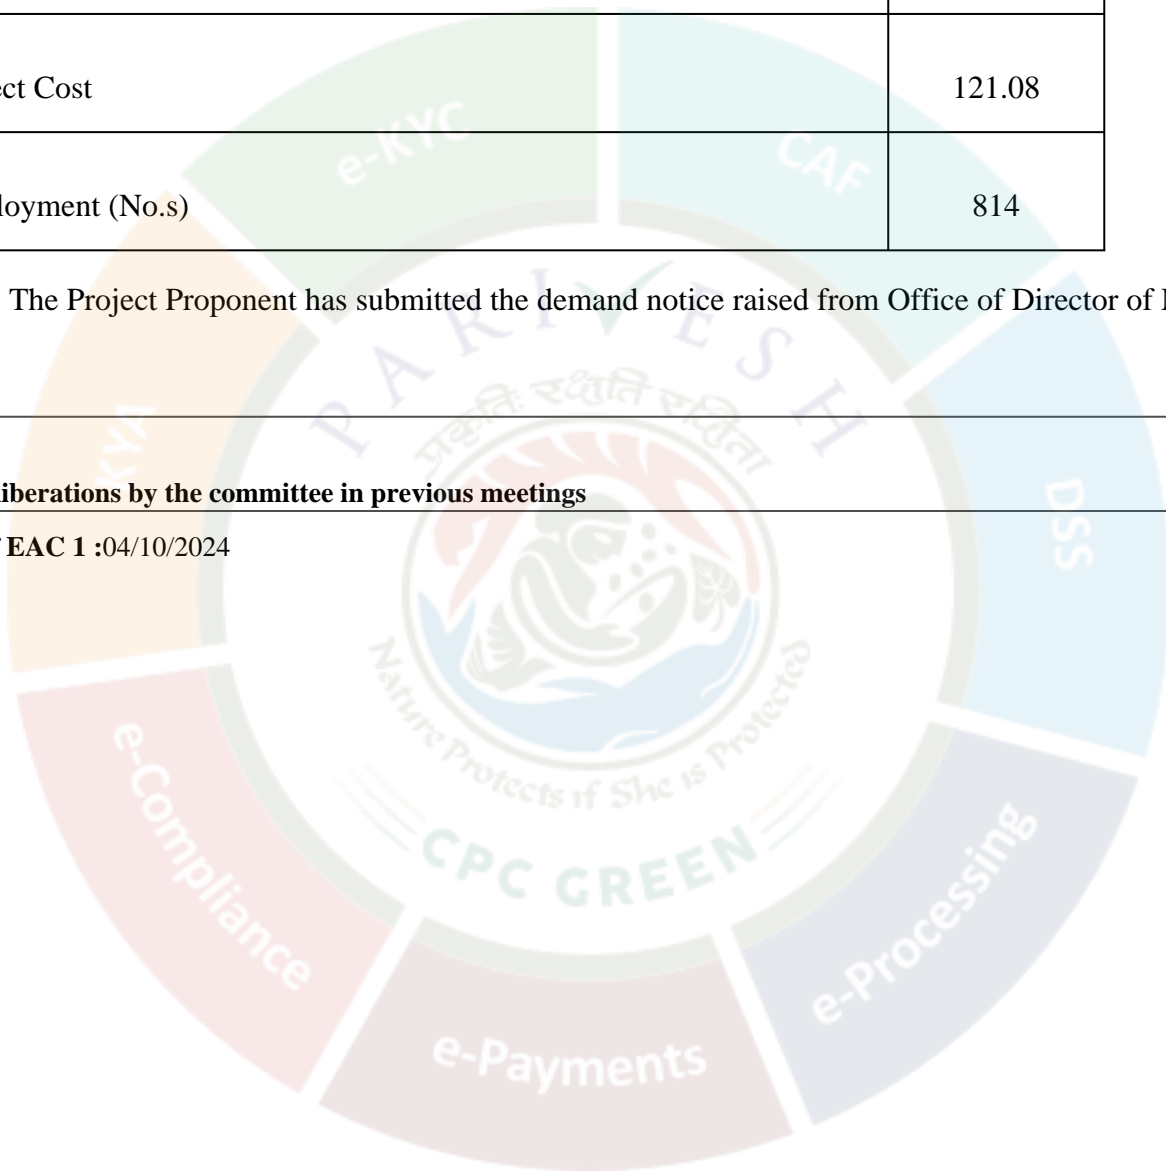 ect Cost 121.08
loyment (No.s) 814
The Project Proponent has submitted the demand notice raised from Office of Director of
iberations by the committee in previous meetings
EAC 1 :04/10/2024
e-KYC
CAF
KYA
DSS
PARIVESH
प्रकृतिः रक्षति रक्षिता
Nature Protects if She is Protected
CPC GREEN
e-Compliance
e-Processing
e-Payments